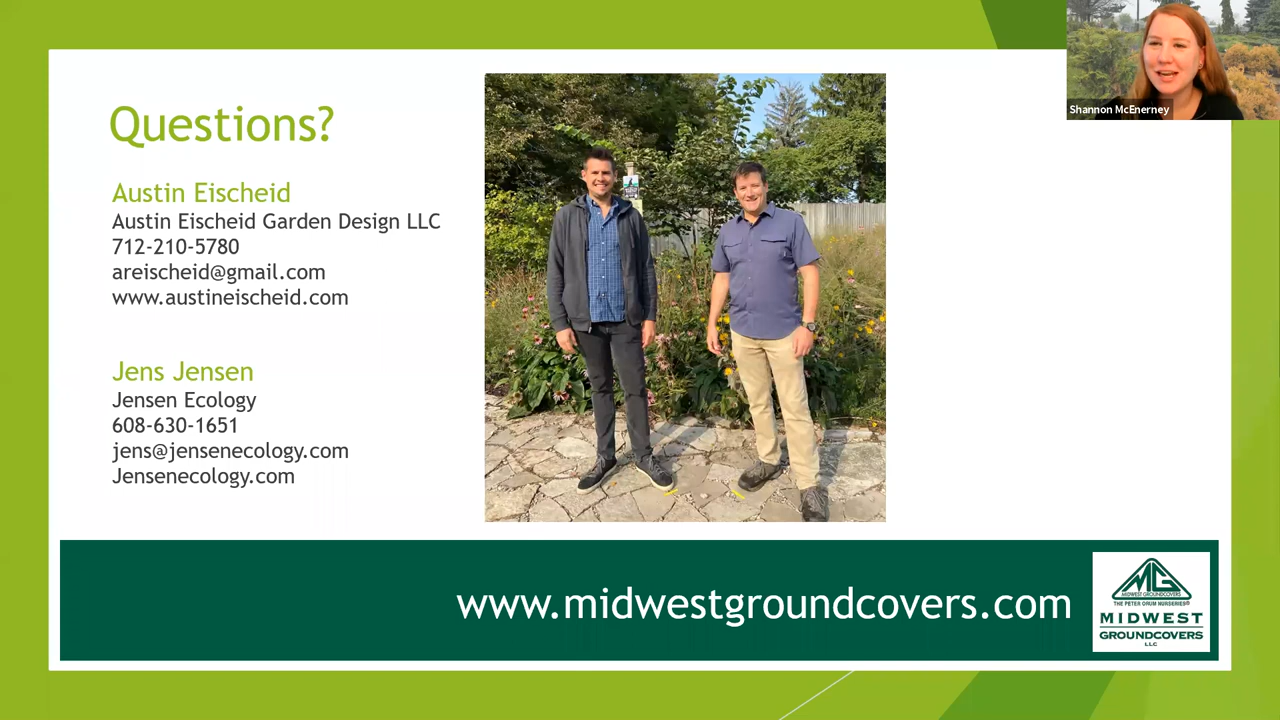 Questions?
Austin Eischeid
Austin Eischeid Garden Design LLC
712-210-5780
areischeid@gmail.com
www.austineischeid.com
Jens Jensen
Jensen Ecology
608-630-1651
jens@jensenecology.com
Jensenecology.com
Shannon McEnerney
www.midwestgroundcovers.com
MG
MIDWEST GROUNDCOVERS
THE PETER ORUM NURSERIES®
MIDWEST
GROUNDCOVERS
LLC